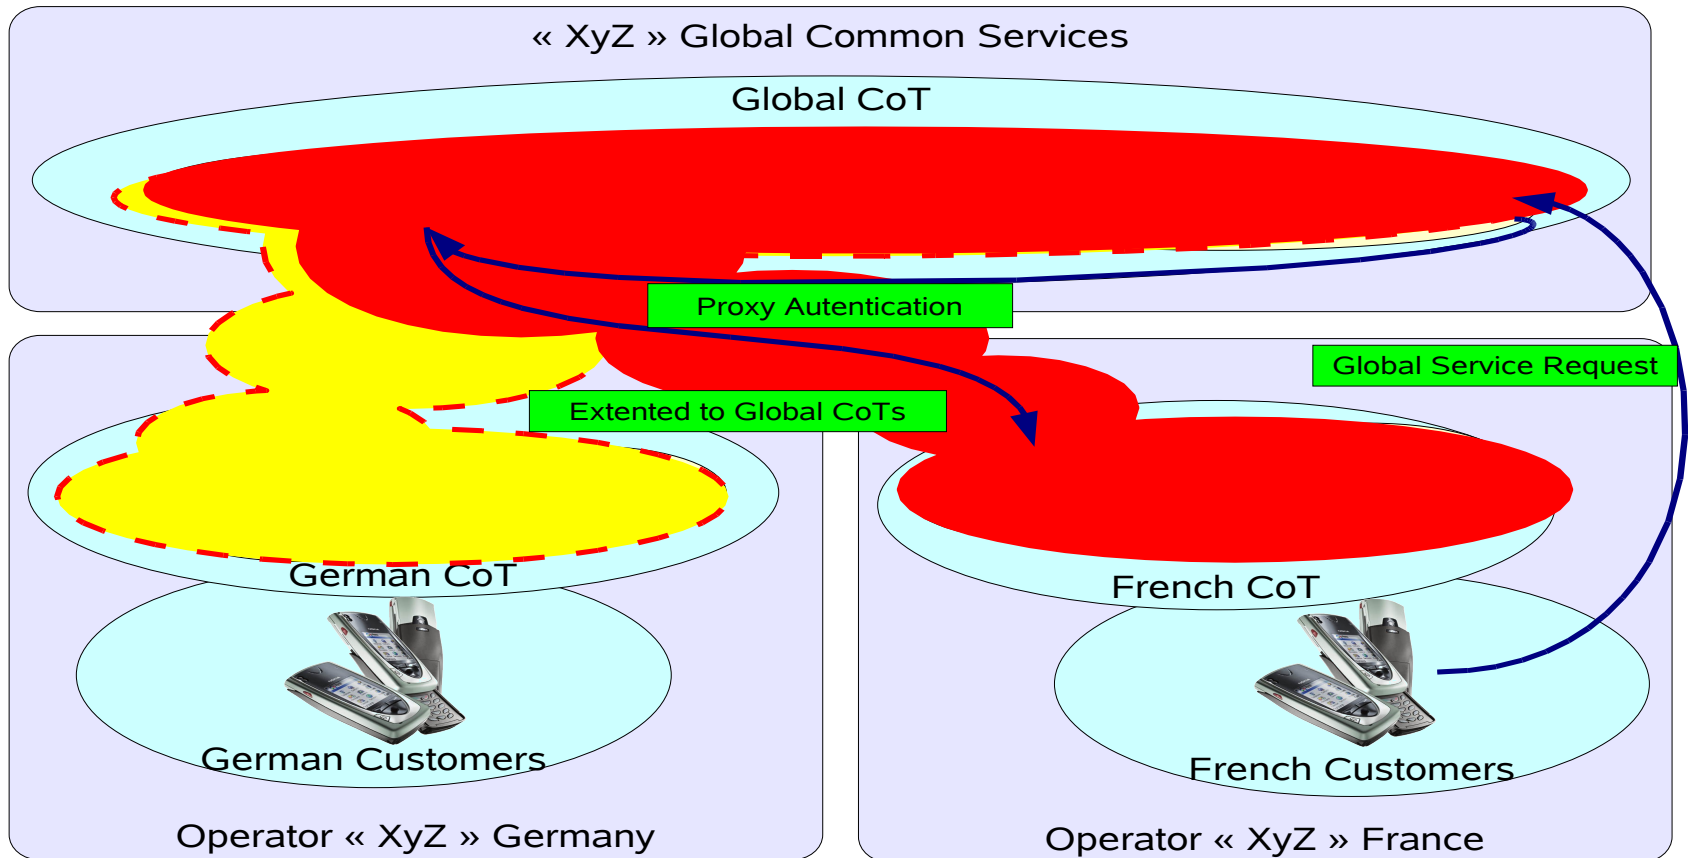 « XyZ » Global Common Services
Global CoT
Proxy Autentication
Global Service Request
Extented to Global CoTs
German CoT
French CoT
German Customers
French Customers
Operator « XyZ » Germany
Operator « XyZ » France